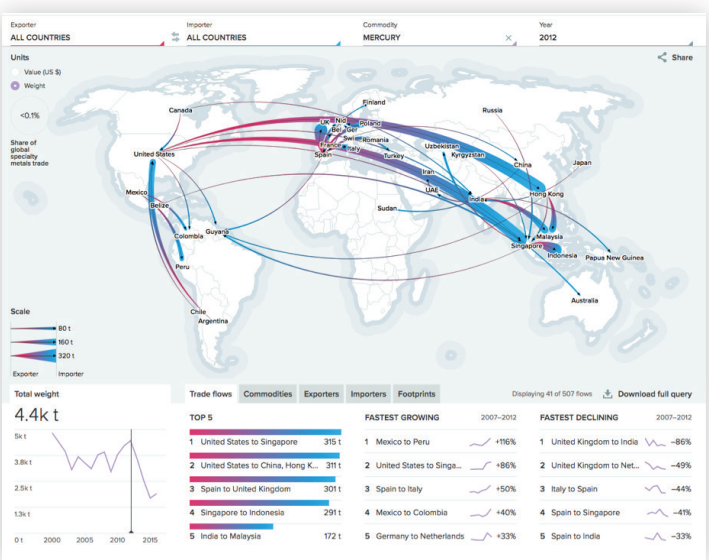 Exporter
ALL COUNTRIES
Importer
ALL COUNTRIES
Commodity
MERCURY
Year
2012
Units
Value (US $)
Weight
<0.1%
Share of
global
specialty
metals trade
Share
Canada
Finland
Russia
UK
Nld
Poland
Bel
Ger
Swi
Romania
France
Italy
Spain
Turkey
Uzbekistan
Kyrgyzstan
United States
China
Japan
Iran
UAE
India
Hong Kong
Mexico
Belize
Sudan
Colombia
Guyana
Malaysia
Singapore
Indonesia
Papua New Guinea
Peru
Australia
Chile
Argentina
Scale
80 t
160 t
320 t
Exporter
Importer
Total weight
4.4k t
5k t
3.8k t
2.5k t
1.3k t
0 t
2000
2005
2010
2015
Trade flows
Commodities
Exporters
Importers
Footprints
Displaying 41 of 507 flows
Download full query
TOP 5
1 United States to Singapore 315 t
2 United States to China, Hong K... 311 t
3 Spain to United Kingdom 301 t
4 Singapore to Indonesia 291 t
5 India to Malaysia 172 t
FASTEST GROWING 2007–2012
1 Mexico to Peru +116%
2 United States to Singa... +86%
3 Spain to Italy +50%
4 Mexico to Colombia +40%
5 Germany to Netherlands +33%
FASTEST DECLINING 2007–2012
1 United Kingdom to India –86%
2 United Kingdom to Net... –49%
3 Italy to Spain –44%
4 Spain to Singapore –41%
5 Spain to India –33%